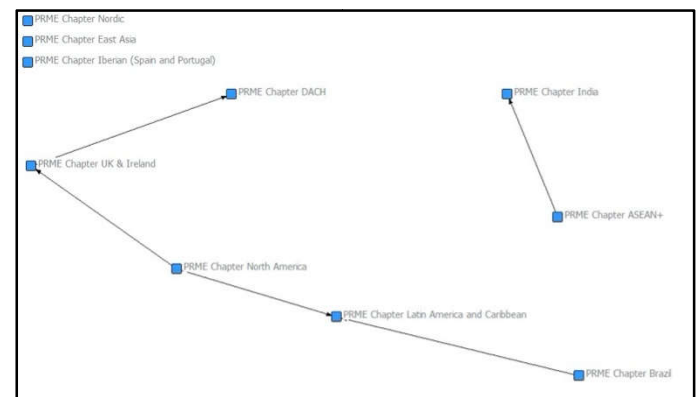 PRME Chapter Nordic
PRME Chapter East Asia
PRME Chapter Iberian (Spain and Portugal)
PRME Chapter DACH
PRME Chapter India
PRME Chapter UK & Ireland
PRME Chapter ASEAN+
PRME Chapter North America
PRME Chapter Latin America and Caribbean
PRME Chapter Brazil